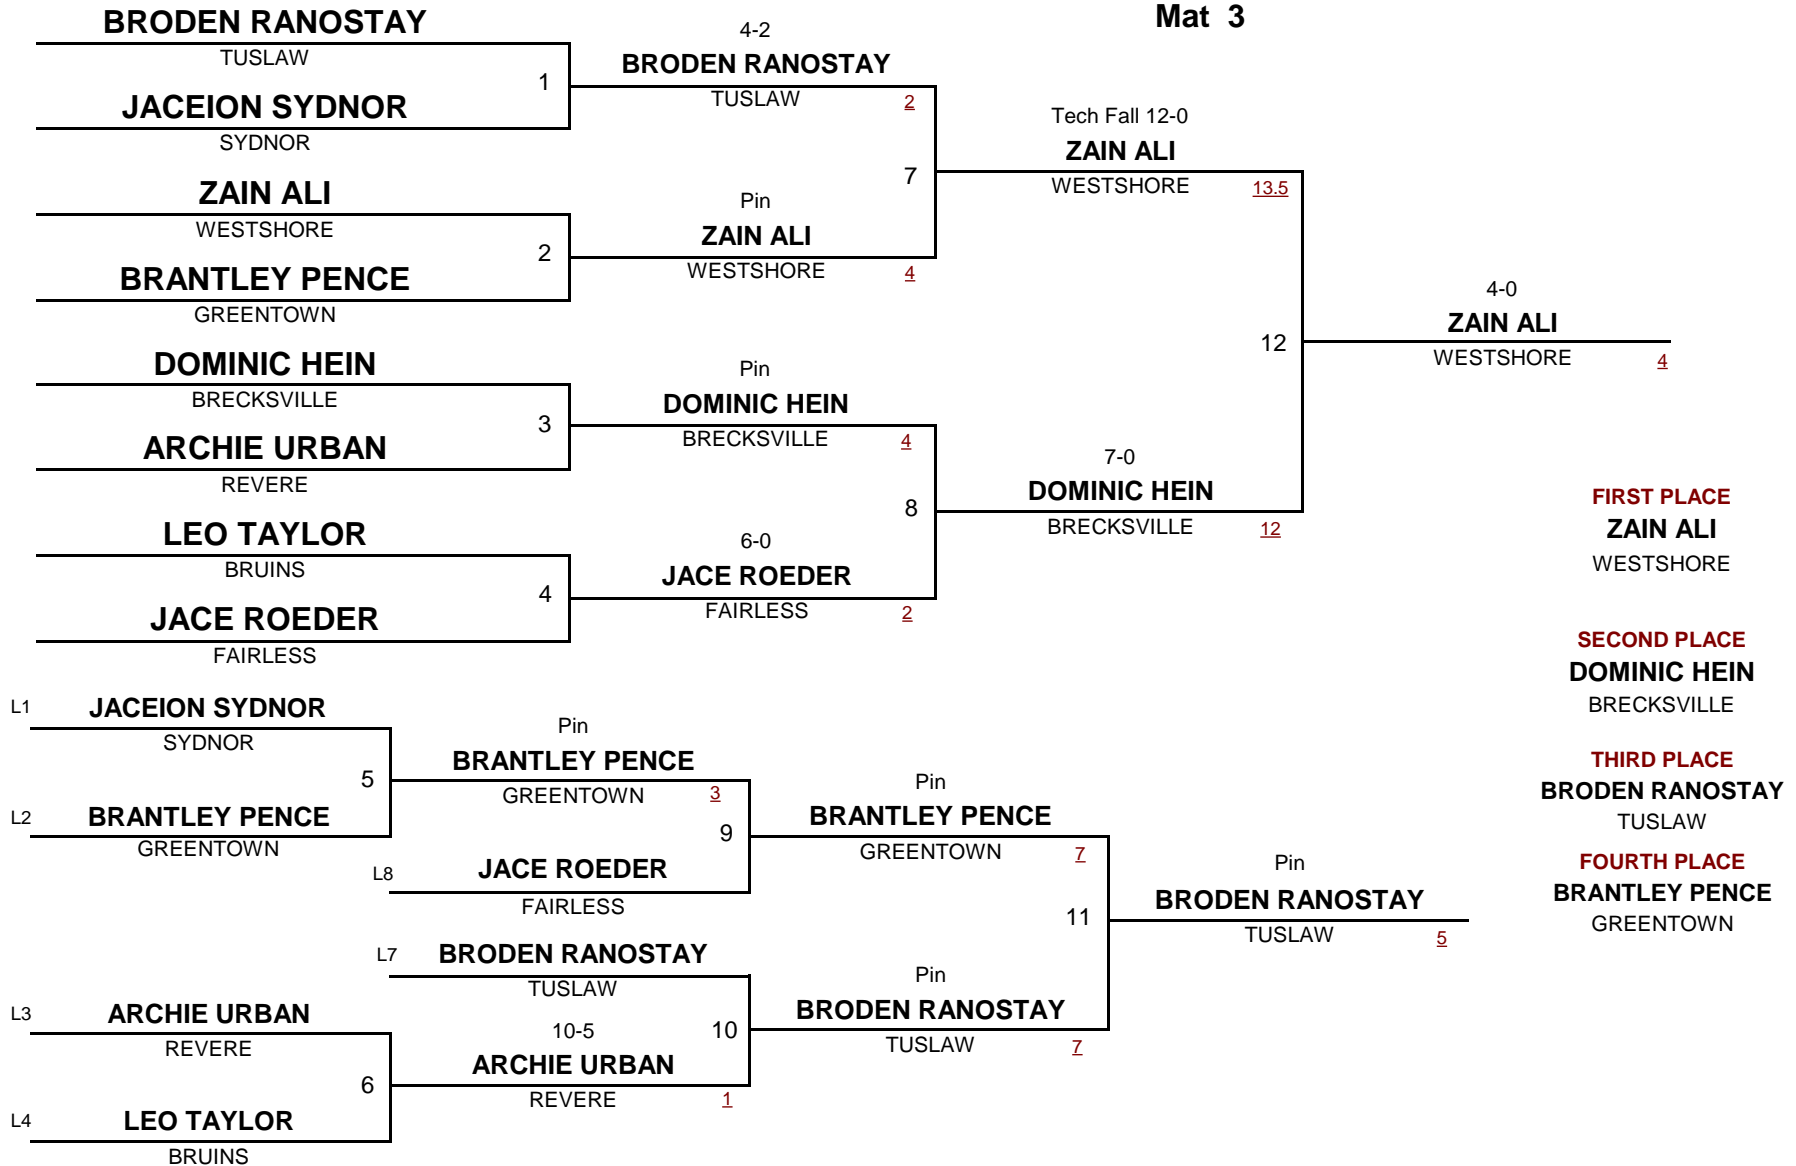 Mat 3
BRODEN RANOSTAY
TUSLAW
1
JACEION SYDNOR
SYDNOR
ZAIN ALI
WESTSHORE
2
BRANTLEY PENCE
GREENTOWN
DOMINIC HEIN
BRECKSVILLE
3
ARCHIE URBAN
REVERE
LEO TAYLOR
BRUINS
4
JACE ROEDER
FAIRLESS
4-2
BRODEN RANOSTAY
TUSLAW 2
7
Pin
ZAIN ALI
WESTSHORE 4
Pin
DOMINIC HEIN
BRECKSVILLE 4
8
6-0
JACE ROEDER
FAIRLESS 2
Tech Fall 12-0
ZAIN ALI
WESTSHORE 13.5
12
7-0
DOMINIC HEIN
BRECKSVILLE 12
4-0
ZAIN ALI
WESTSHORE 4
L1 JACEION SYDNOR
SYDNOR
5
L2 BRANTLEY PENCE
GREENTOWN
Pin
BRANTLEY PENCE
GREENTOWN 3
9
L8 JACE ROEDER
FAIRLESS
L7 BRODEN RANOSTAY
TUSLAW
10
L3 ARCHIE URBAN
REVERE
6
L4 LEO TAYLOR
BRUINS
10-5
ARCHIE URBAN
REVERE 1
Pin
BRANTLEY PENCE
GREENTOWN 7
11
Pin
BRODEN RANOSTAY
TUSLAW 7
Pin
BRODEN RANOSTAY
TUSLAW 5
FIRST PLACE
ZAIN ALI
WESTSHORE
SECOND PLACE
DOMINIC HEIN
BRECKSVILLE
THIRD PLACE
BRODEN RANOSTAY
TUSLAW
FOURTH PLACE
BRANTLEY PENCE
GREENTOWN